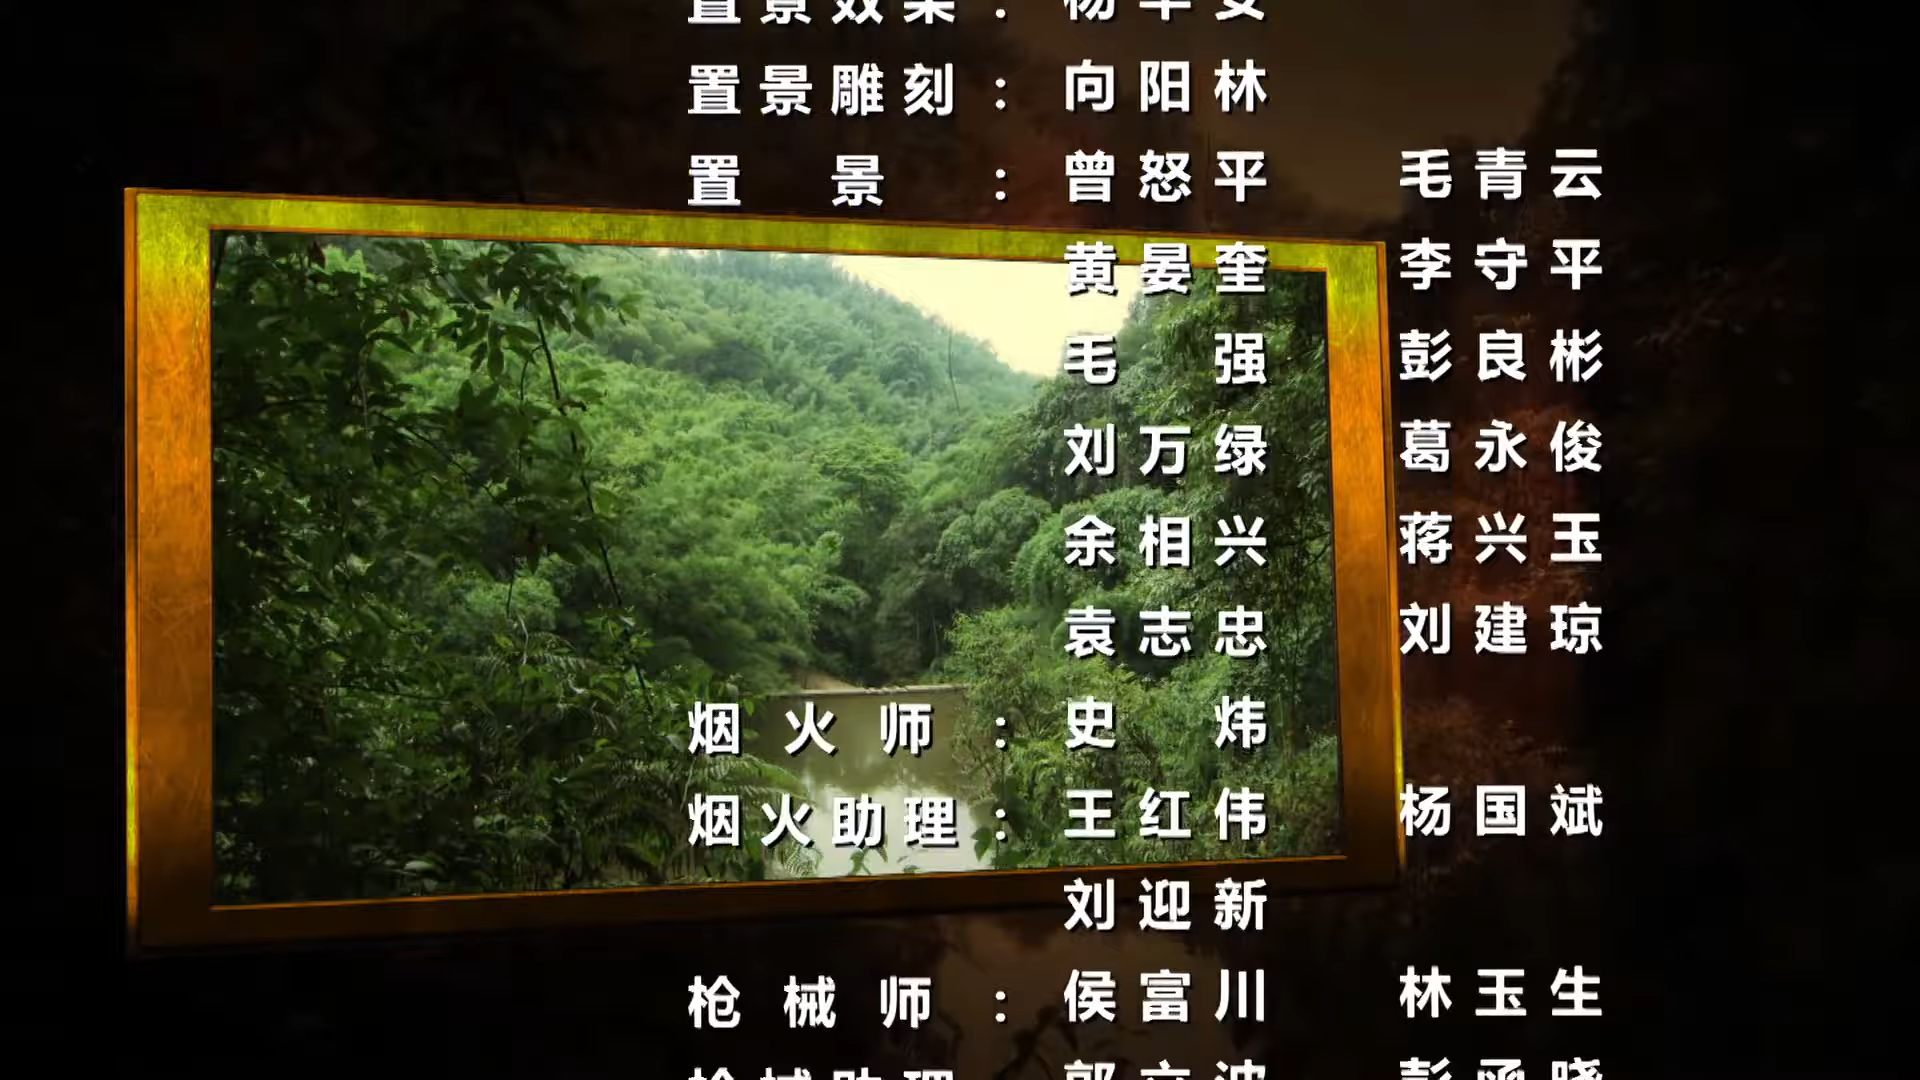 置景雕刻：向阳林
置景：曾怒平 毛青云
黄晏奎 李守平
毛强 彭良彬
刘万绿 葛永俊
余相兴 蒋兴玉
袁志忠 刘建琼
烟火师：史炜
烟火助理：王红伟 杨国斌
刘迎新
枪械师：侯富川 林玉生